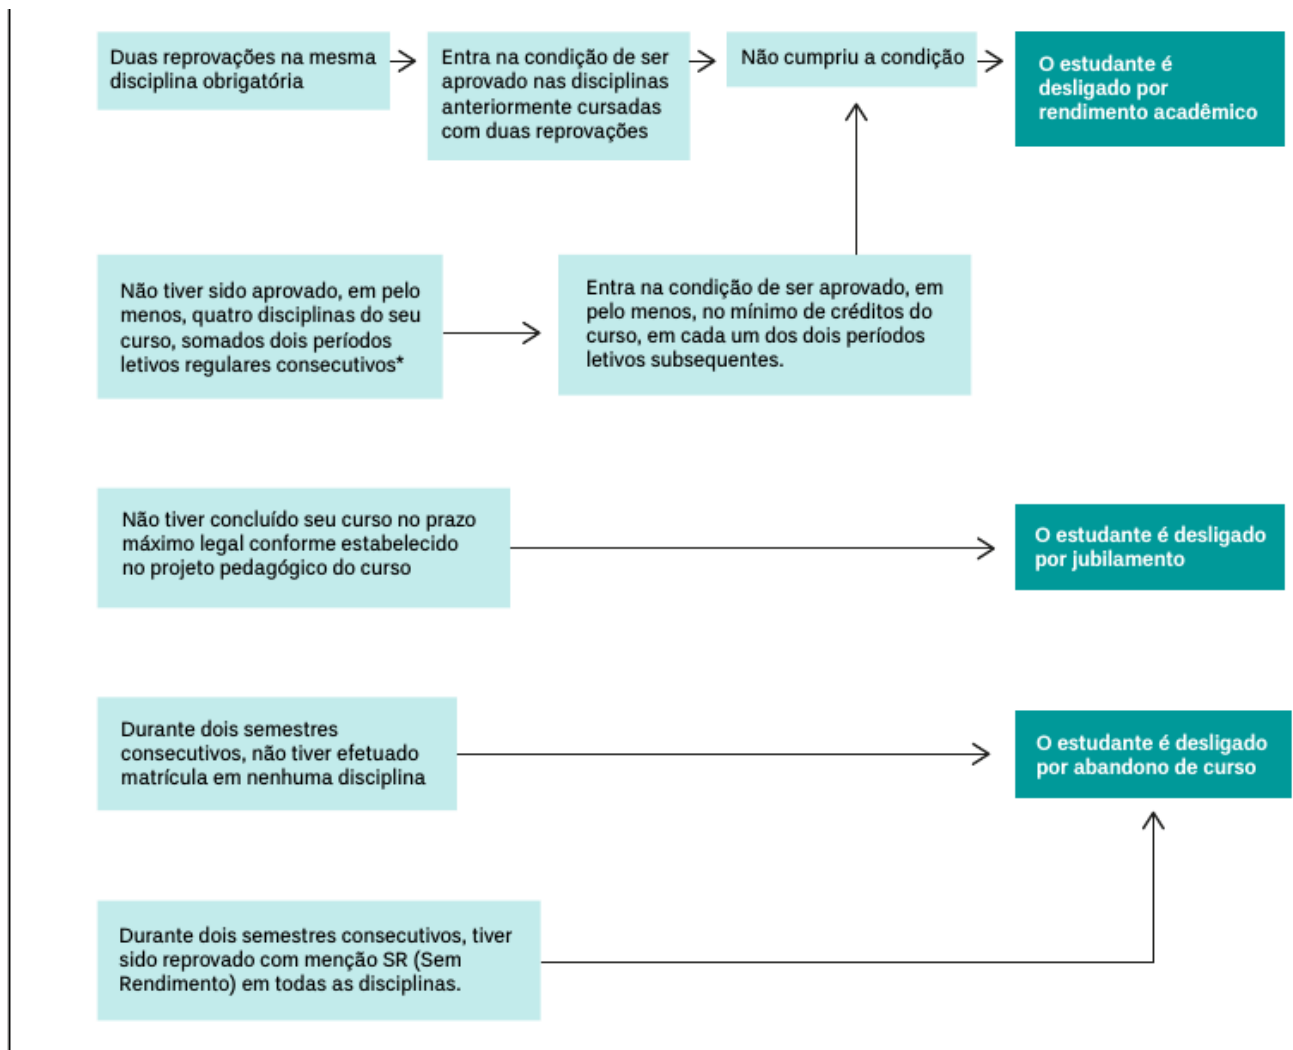 Duas reprovações na mesma
disciplina obrigatória
Entra na condição de ser
aprovado nas disciplinas
anteriormente cursadas
com duas reprovações
Não cumpriu a condição
O estudante é
desligado por
rendimento acadêmico
Não tiver sido aprovado, em pelo
menos, quatro disciplinas do seu
curso, somados dois períodos
letivos regulares consecutivos*
Entra na condição de ser aprovado, em
pelo menos, no mínimo de créditos do
curso, em cada um dos dois períodos
letivos subsequentes.
Não tiver concluído seu curso no prazo
máximo legal conforme estabelecido
no projeto pedagógico do curso
O estudante é desligado
por jubilamento
Durante dois semestres
consecutivos, não tiver efetuado
matrícula em nenhuma disciplina
O estudante é desligado
por abandono de curso
Durante dois semestres consecutivos, tiver
sido reprovado com menção SR (Sem
Rendimento) em todas as disciplinas.